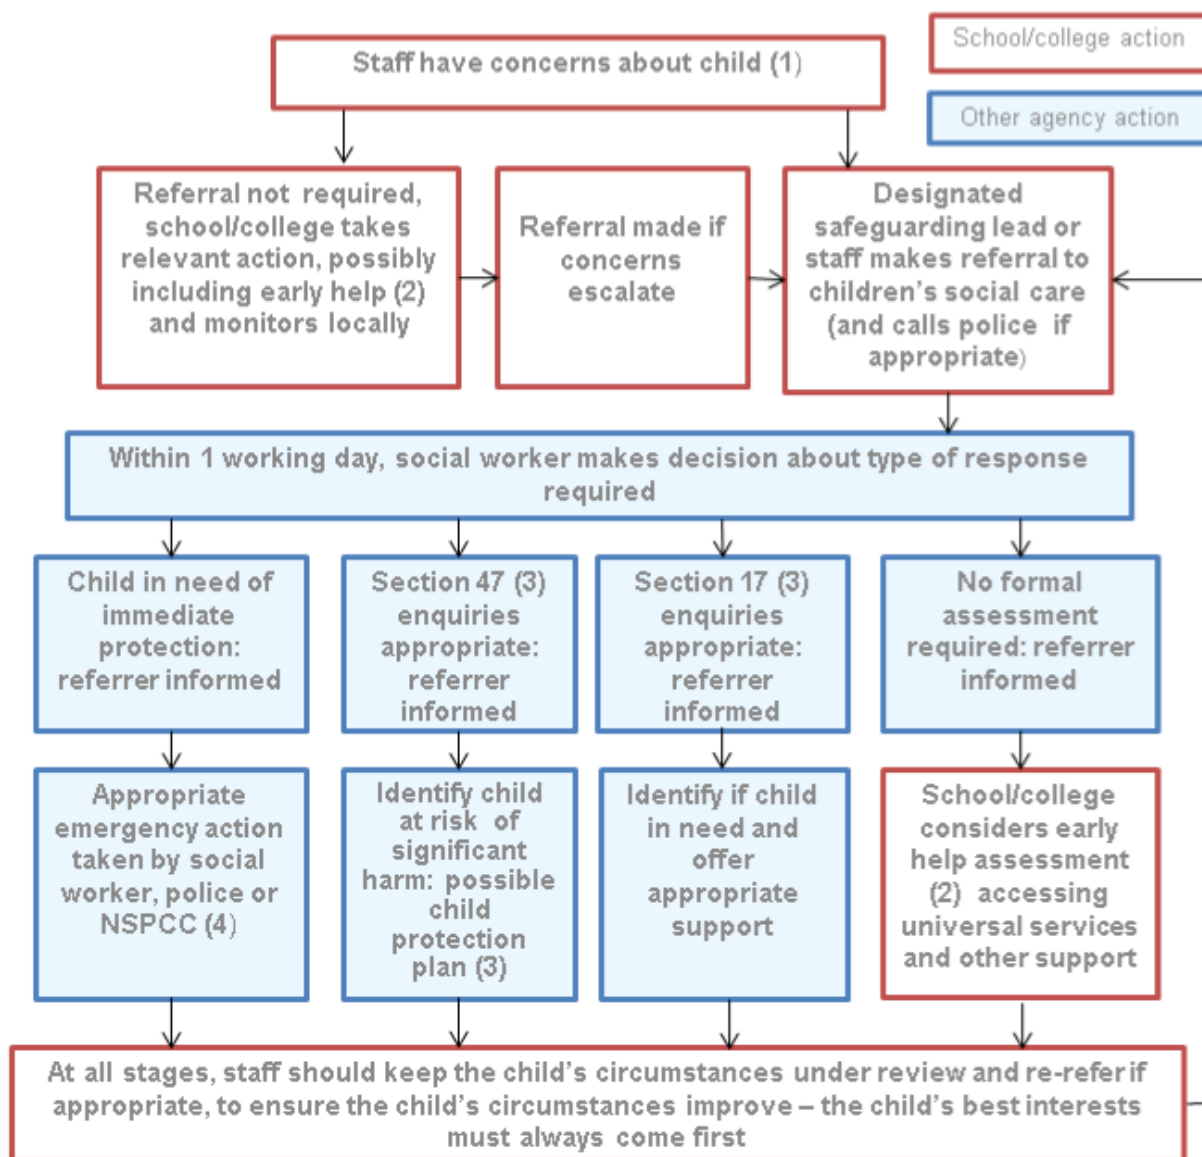 School/college action
Staff have concerns about child (1)
Other agency action
Referral not required,
school/college takes
relevant action, possibly
including early help (2)
and monitors locally
Referral made if
concerns
escalate
Designated
safeguarding lead or
staff makes referral to
children's social care
(and calls police if
appropriate)
Within 1 working day, social worker makes decision about type of response
required
Child in need of
immediate
protection:
referrer informed
Section 47 (3)
enquiries
appropriate:
referrer
informed
Section 17 (3)
enquiries
appropriate:
referrer
informed
No formal
assessment
required: referrer
informed
Appropriate
emergency action
taken by social
worker, police or
NSPCC (4)
Identify child
at risk of
significant
harm: possible
child
protection
plan (3)
Identify if child
in need and
offer
appropriate
support
School/college
considers early
help assessment
(2) accessing
universal services
and other support
At all stages, staff should keep the child's circumstances under review and re-refer if
appropriate, to ensure the child's circumstances improve – the child's best interests
must always come first